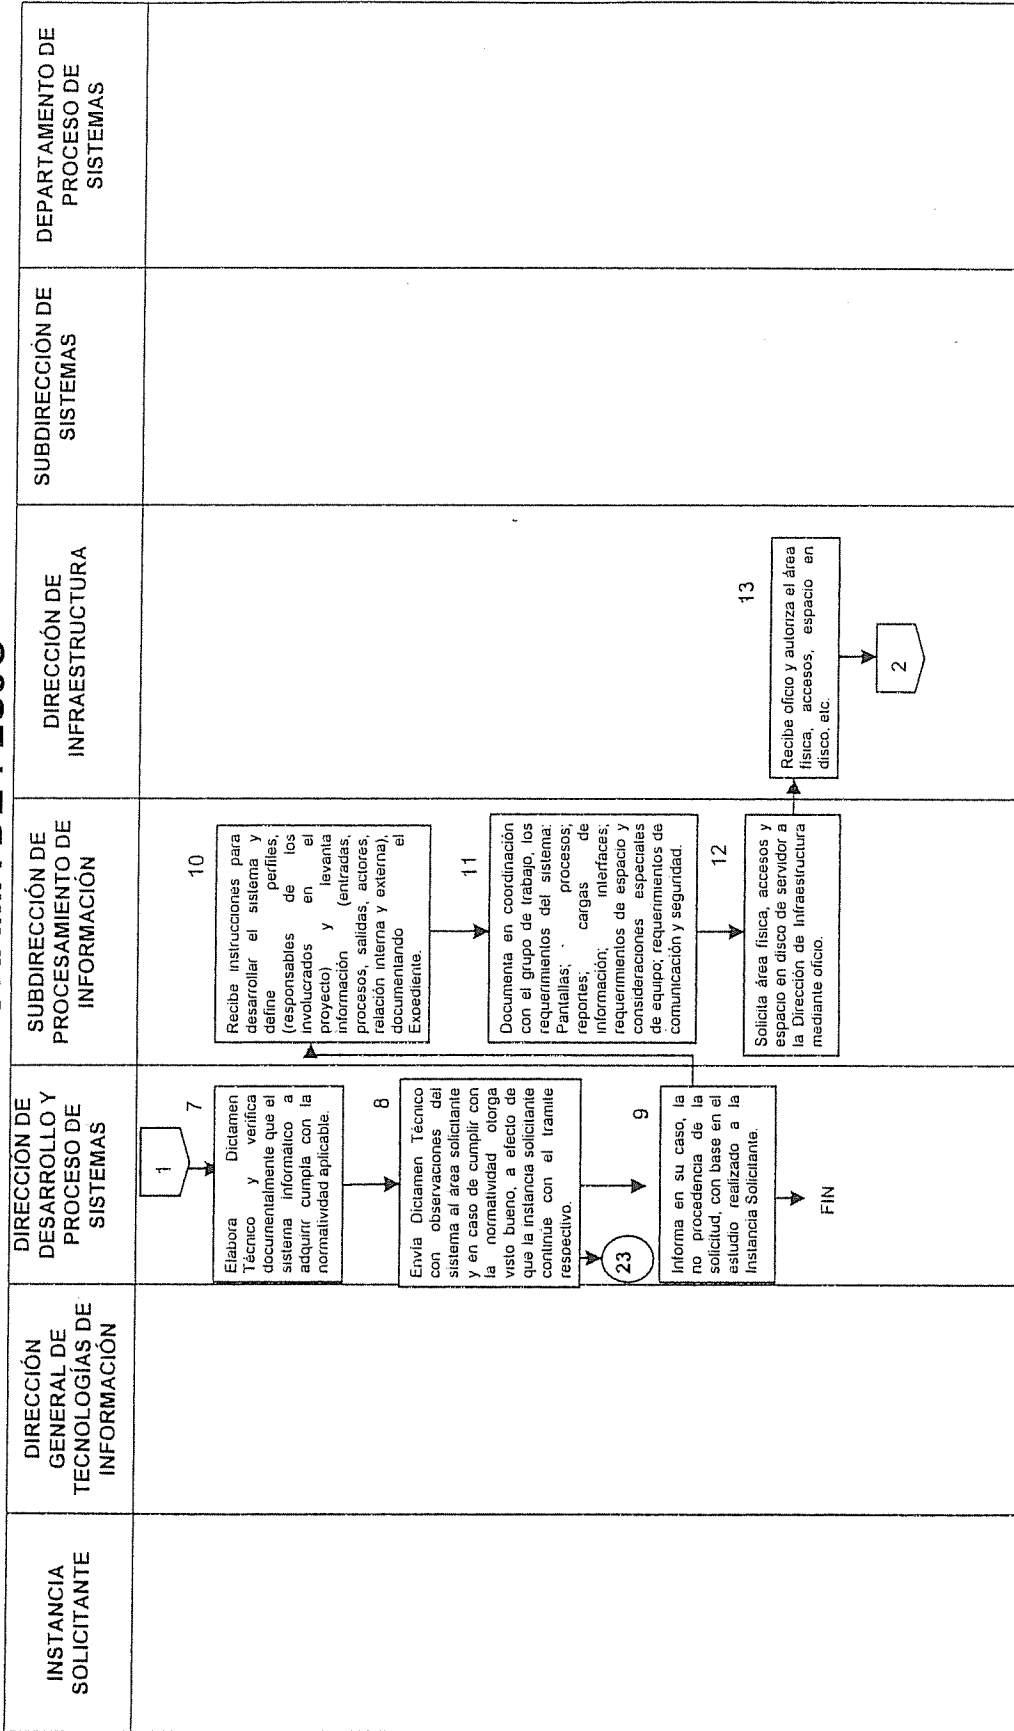 INSTANCIA
SOLICITANTE
DIRECCIÓN
GENERAL DE
TECNOLOGÍAS DE
INFORMACIÓN
DIRECCIÓN DE
DESARROLLO Y
PROCESO DE
SISTEMAS
SUBDIRECCIÓN DE
PROCESAMIENTO DE
INFORMACIÓN
DIRECCIÓN DE
INFRAESTRUCTURA
SUBDIRECCIÓN DE
SISTEMAS
DEPARTAMENTO DE
PROCESO DE
SISTEMAS
1
7
Elabora Dictamen
Técnico y verifica
documentalmente que el
sistema informático a
adquirir cumpla con la
normatividad aplicable.
8
Envía Dictamen Técnico
con observaciones del
sistema al área solicitante
y en caso de cumplir con
la normatividad otorga
visto bueno, a efecto de
que la instancia solicitante
continúe con el tramite
respectivo.
23
9
Informa en su caso, la
no procedencia de la
solicitud, con base en el
estudio realizado a la
Instancia Solicitante.
FIN
10
Recibe instrucciones para
desarrollar el sistema y
define perfiles,
(responsables de los
involucrados en el
proyecto) y levanta
información (entradas,
procesos, salidas, actores,
relación interna y externa),
documentando el
Expediente.
11
Documenta en coordinación
con el grupo de trabajo, los
requerimientos del sistema:
Pantallas; procesos;
reportes; cargas de
información; interfaces;
requerimientos de espacio y
consideraciones especiales
de equipo; requerimientos de
comunicación y seguridad.
12
Solicita área física, accesos y
espacio en disco de servidor a
la Dirección de Infraestructura
mediante oficio.
13
Recibe oficio y autoriza el área
física, accesos, espacio en
disco, etc.
2